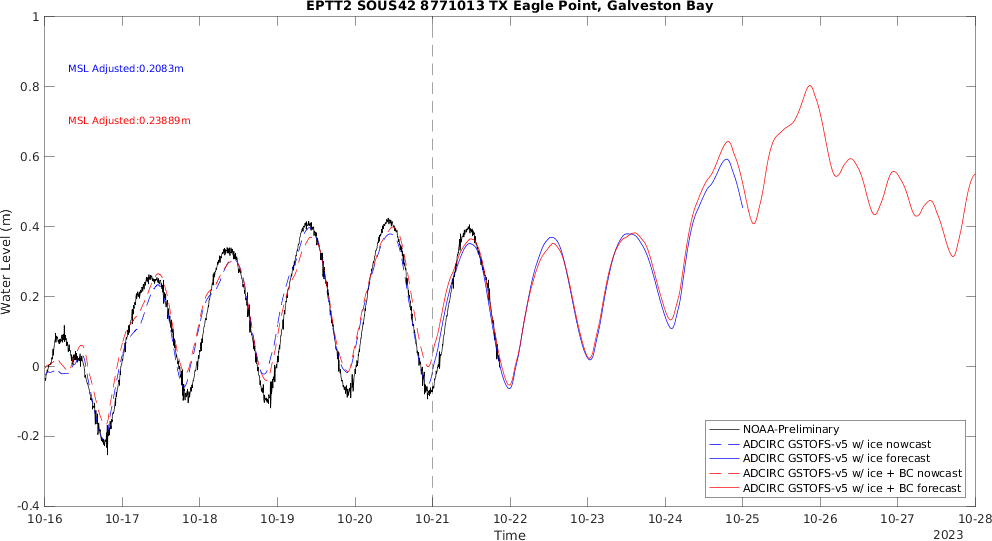 EPTT2 SOUS42 8771013 TX Eagle Point, Galveston Bay
1
0.8
0.6
0.4
0.2
0
-0.2
-0.4
Water Level (m)
MSL Adjusted:0.2083m
MSL Adjusted:0.23889m
NOAA-Preliminary
ADCIRC GSTOFS-v5 w/ ice nowcast
ADCIRC GSTOFS-v5 w/ ice forecast
ADCIRC GSTOFS-v5 w/ ice + BC nowcast
ADCIRC GSTOFS-v5 w/ ice + BC forecast
10-16 10-17 10-18 10-19 10-20 10-21 10-22 10-23 10-24 10-25 10-26 10-27 10-28
Time
2023